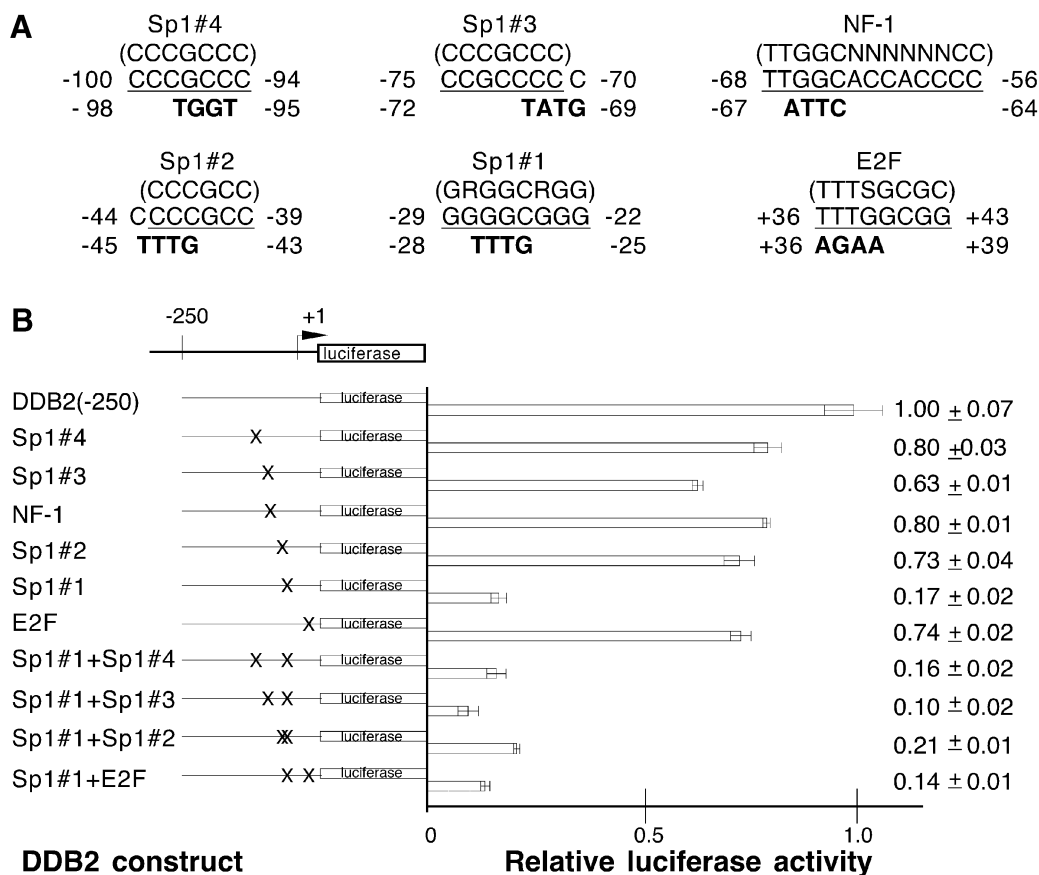 A
Sp1#4 Sp1#3 NF-1
(CCCGCCC) (CCCGCCC) (TTGGCNNNNNNCC)
-100 CCCGCCC -94 -75 CCGCCCC C -70 -68 TTGGCACCACCCC -56
- 98 TGGT -95 -72 TATG -69 -67 ATTC -64
Sp1#2 Sp1#1 E2F
(CCCGCC) (GRGGCRGG) (TTTSGCGC)
-44 CCCCGCC -39 -29 GGGGCGGG -22 +36 TTTGGCGG +43
-45 TTTG -43 -28 TTTG -25 +36 AGAA +39
B
-250 +1
luciferase
DDB2(-250) luciferase 1.00 ± 0.07
Sp1#4 X luciferase 0.80 ±0.03
Sp1#3 X luciferase 0.63 ± 0.01
NF-1 X luciferase 0.80 ± 0.01
Sp1#2 X luciferase 0.73 ± 0.04
Sp1#1 X luciferase 0.17 ± 0.02
E2F X luciferase 0.74 ± 0.02
Sp1#1+Sp1#4 X X luciferase 0.16 ± 0.02
Sp1#1+Sp1#3 X X luciferase 0.10 ± 0.02
Sp1#1+Sp1#2 XX luciferase 0.21 ± 0.01
Sp1#1+E2F X X luciferase 0.14 ± 0.01
0 0.5 1.0
DDB2 construct Relative luciferase activity